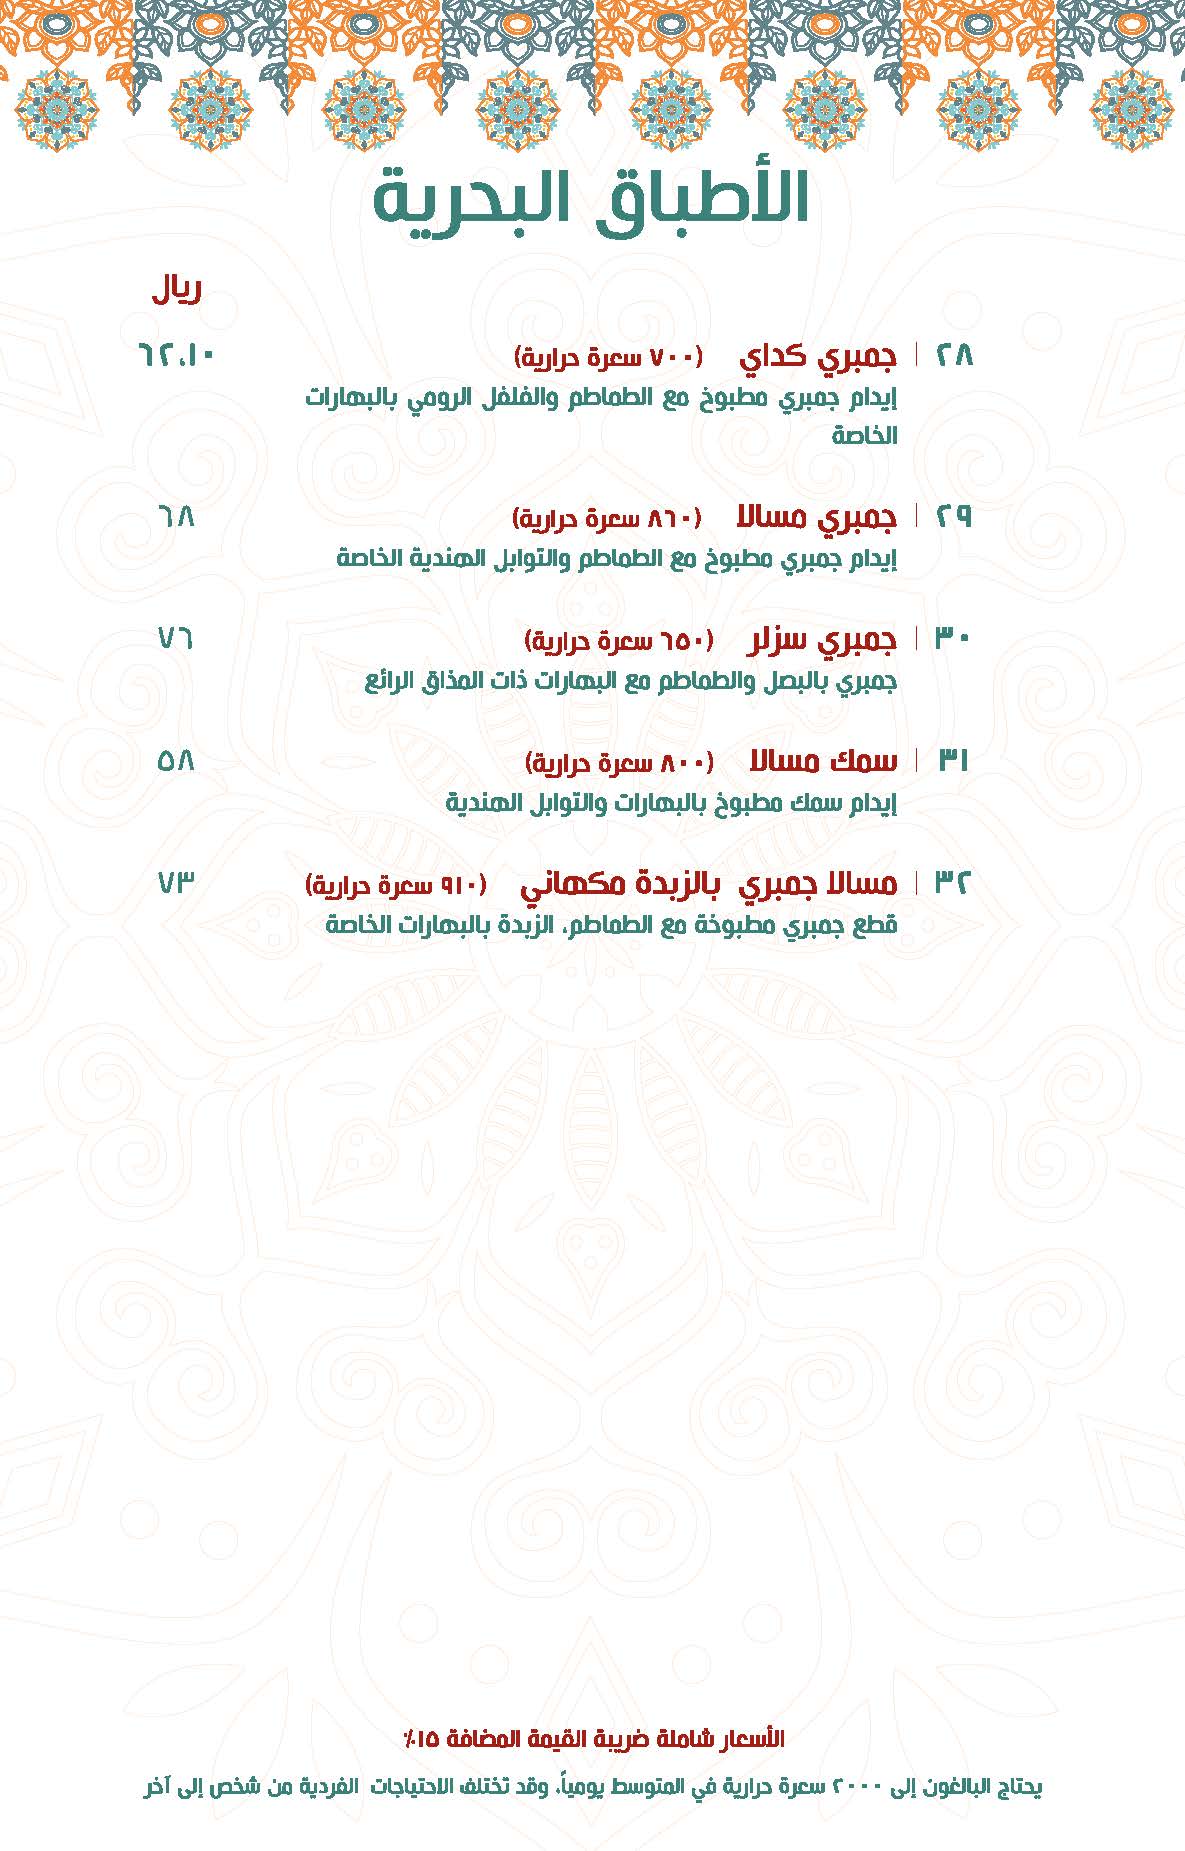 الأطباق البحرية
ريال
٢٨ | جمبري كداي (٧٠٠ سعرة حرارية) ٦٢،١٠
إيدام جمبري مطبوخ مع الطماطم والفلفل الرومي بالبهارات
الخاصة
٢٩ | جمبري مسالا (٨٦٠ سعرة حرارية) ٦٨
إيدام جمبري مطبوخ مع الطماطم والتوابل الهندية الخاصة
٣٠ | جمبري سزلر (٦٥٠ سعرة حرارية) ٧٦
جمبري بالبصل والطماطم مع البهارات ذات المذاق الرائع
٣١ | سمك مسالا (٨٠٠ سعرة حرارية) ٥٨
إيدام سمك مطبوخ بالبهارات والتوابل الهندية
٣٢ | مسالا جمبري بالزبدة مكهاني (٩١٠ سعرة حرارية) ٧٣
قطع جمبري مطبوخة مع الطماطم، الزبدة بالبهارات الخاصة
الأسعار شاملة ضريبة القيمة المضافة ١٥٪
يحتاج البالغون إلى ٢٠٠٠ سعرة حرارية في المتوسط يومياً، وقد تختلف الاحتياجات الفردية من شخص إلى آخر